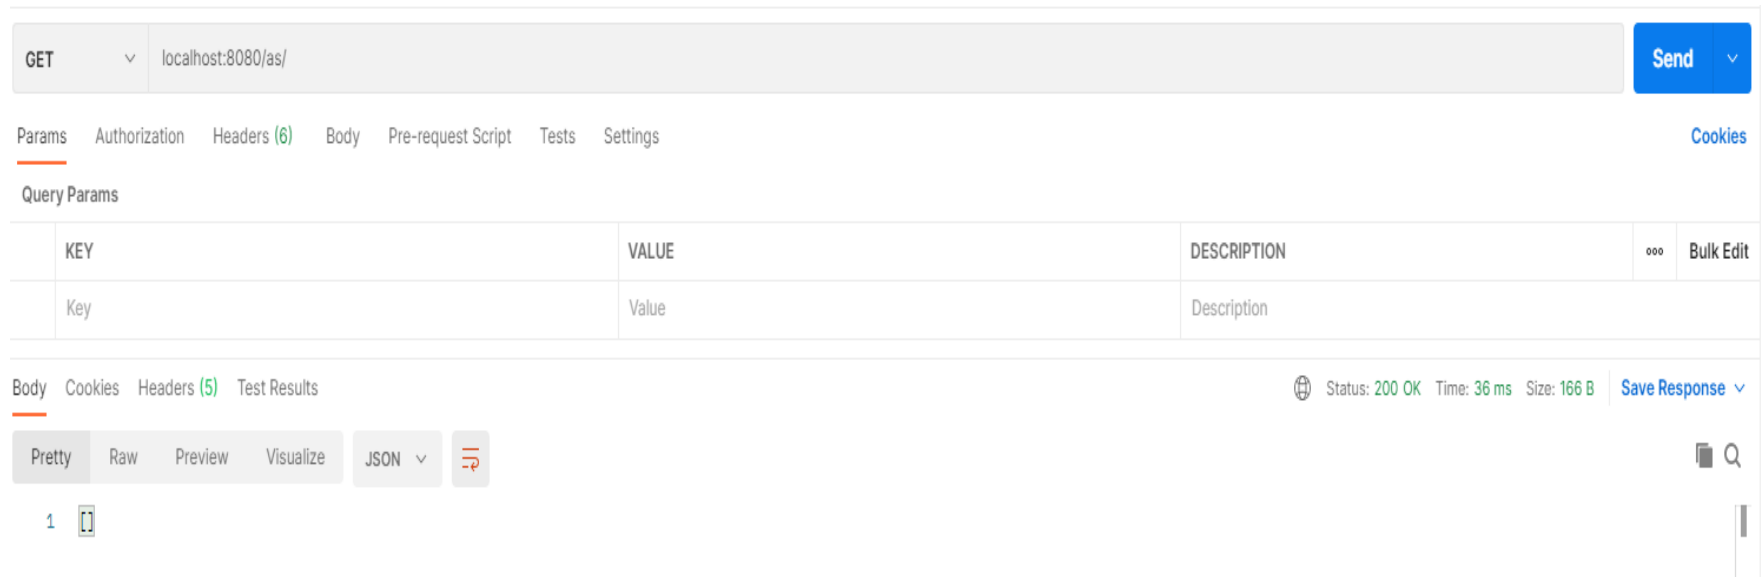 GET localhost:8080/as/ Send
Params Authorization Headers (6) Body Pre-request Script Tests Settings Cookies
Query Params
KEY VALUE DESCRIPTION ooo Bulk Edit
Key Value Description
Body Cookies Headers (5) Test Results Status: 200 OK Time: 36 ms Size: 166 B Save Response
Pretty Raw Preview Visualize JSON
1 []